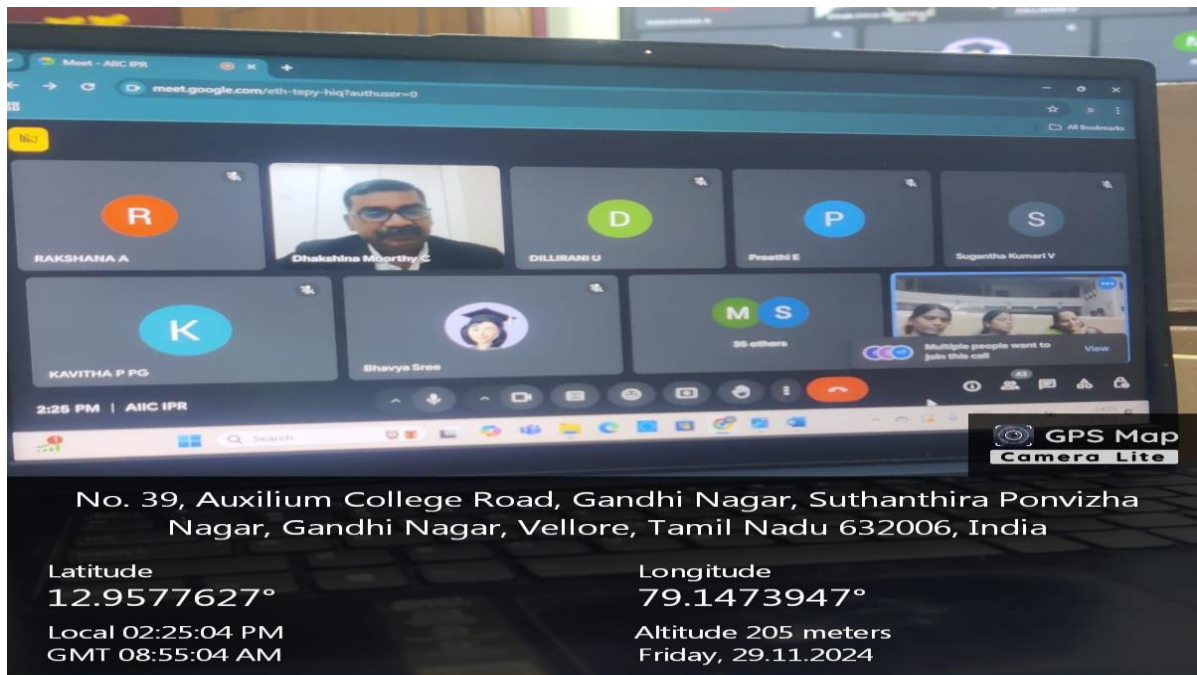 Meet - AIIC IPR
meet.google.com/eth-tepy-hiq?authuser=0
All Bookmarks
R
RAKSHANA A
Dhakshina Moorthy C
D
DILLIRANI U
P
Preethi E
S
Sugantha Kumari V
K
KAVITHA P PG
Bhavya Sree
M S
35 others
Multiple people want to
join this call
View
43
2:25 PM | AIIC IPR
Search
GPS Map
Camera Lite
No. 39, Auxilium College Road, Gandhi Nagar, Suthanthira Ponvizha
Nagar, Gandhi Nagar, Vellore, Tamil Nadu 632006, India
Latitude
12.9577627°
Longitude
79.1473947°
Local 02:25:04 PM
GMT 08:55:04 AM
Altitude 205 meters
Friday, 29.11.2024